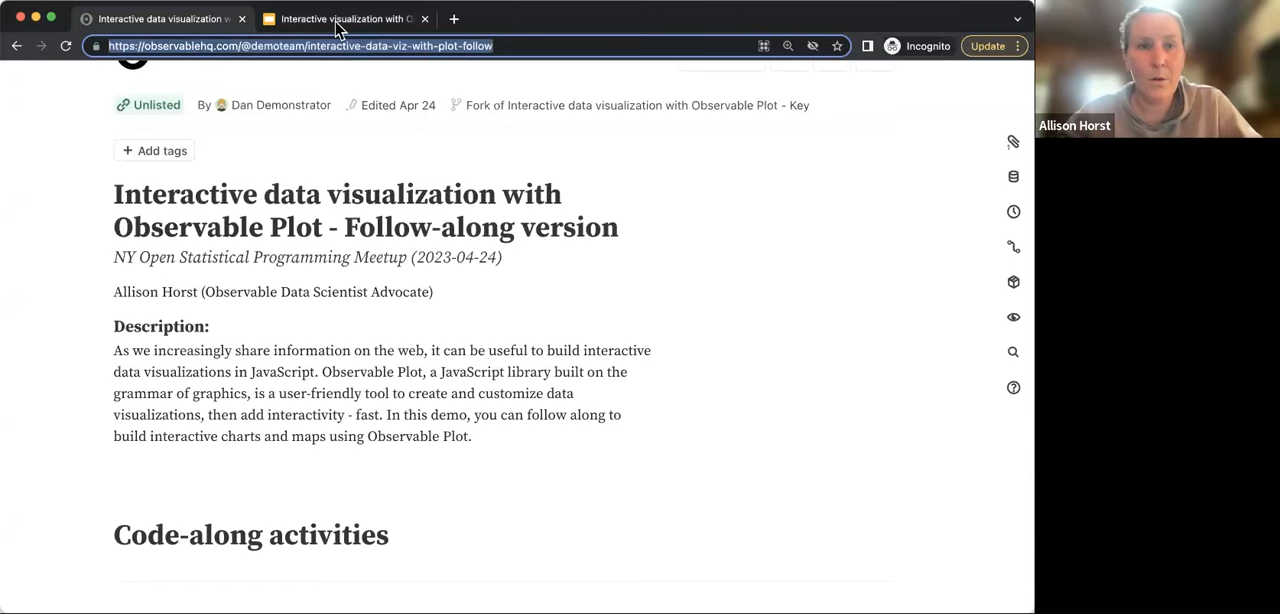 Interactive data visualization w
Interactive visualization with O
https://observablehq.com/@demoteam/interactive-data-viz-with-plot-follow
Incognito
Update
Unlisted
By Dan Demonstrator
Edited Apr 24
Fork of Interactive data visualization with Observable Plot - Key
+ Add tags
Interactive data visualization with
Observable Plot - Follow-along version
NY Open Statistical Programming Meetup (2023-04-24)
Allison Horst (Observable Data Scientist Advocate)
Description:
As we increasingly share information on the web, it can be useful to build interactive
data visualizations in JavaScript. Observable Plot, a JavaScript library built on the
grammar of graphics, is a user-friendly tool to create and customize data
visualizations, then add interactivity - fast. In this demo, you can follow along to
build interactive charts and maps using Observable Plot.
Code-along activities
Allison Horst